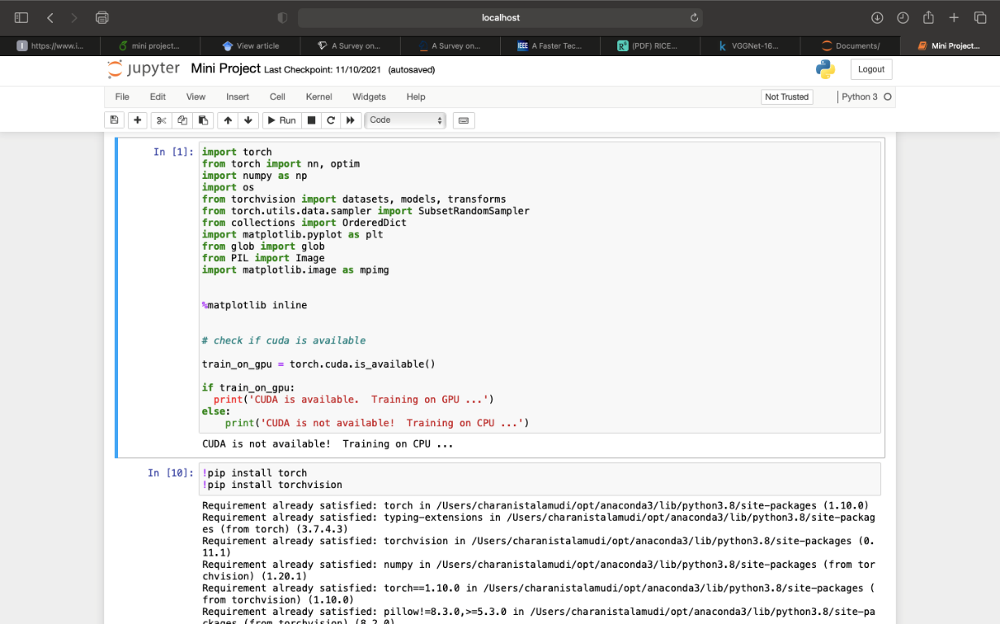 localhost
https://www.i...
mini project...
View article
A Survey on...
A Survey on...
IEEE A Faster Tec...
(PDF) RICE...
k VGGNet-16...
Documents/
Mini Project...
jupyter Mini Project Last Checkpoint: 11/10/2021 (autosaved)
Logout
File Edit View Insert Cell Kernel Widgets Help
Not Trusted
Python 3
Run
Code
In [1]:
import torch
from torch import nn, optim
import numpy as np
import os
from torchvision import datasets, models, transforms
from torch.utils.data.sampler import SubsetRandomSampler
from collections import OrderedDict
import matplotlib.pyplot as plt
from glob import glob
from PIL import Image
import matplotlib.image as mpimg
%matplotlib inline
# check if cuda is available
train_on_gpu = torch.cuda.is_available()
if train_on_gpu:
  print('CUDA is available.  Training on GPU ...')
else:
    print('CUDA is not available!  Training on CPU ...')
CUDA is not available!  Training on CPU ...
In [10]:
!pip install torch
!pip install torchvision
Requirement already satisfied: torch in /Users/charanistalamudi/opt/anaconda3/lib/python3.8/site-packages (1.10.0)
Requirement already satisfied: typing-extensions in /Users/charanistalamudi/opt/anaconda3/lib/python3.8/site-packag
es (from torch) (3.7.4.3)
Requirement already satisfied: torchvision in /Users/charanistalamudi/opt/anaconda3/lib/python3.8/site-packages (0.
11.1)
Requirement already satisfied: numpy in /Users/charanistalamudi/opt/anaconda3/lib/python3.8/site-packages (from tor
chvision) (1.20.1)
Requirement already satisfied: torch==1.10.0 in /Users/charanistalamudi/opt/anaconda3/lib/python3.8/site-packages (
from torchvision) (1.10.0)
Requirement already satisfied: pillow!=8.3.0,>=5.3.0 in /Users/charanistalamudi/opt/anaconda3/lib/python3.8/site-pa
ckages (from torchvision) (8.2.0)